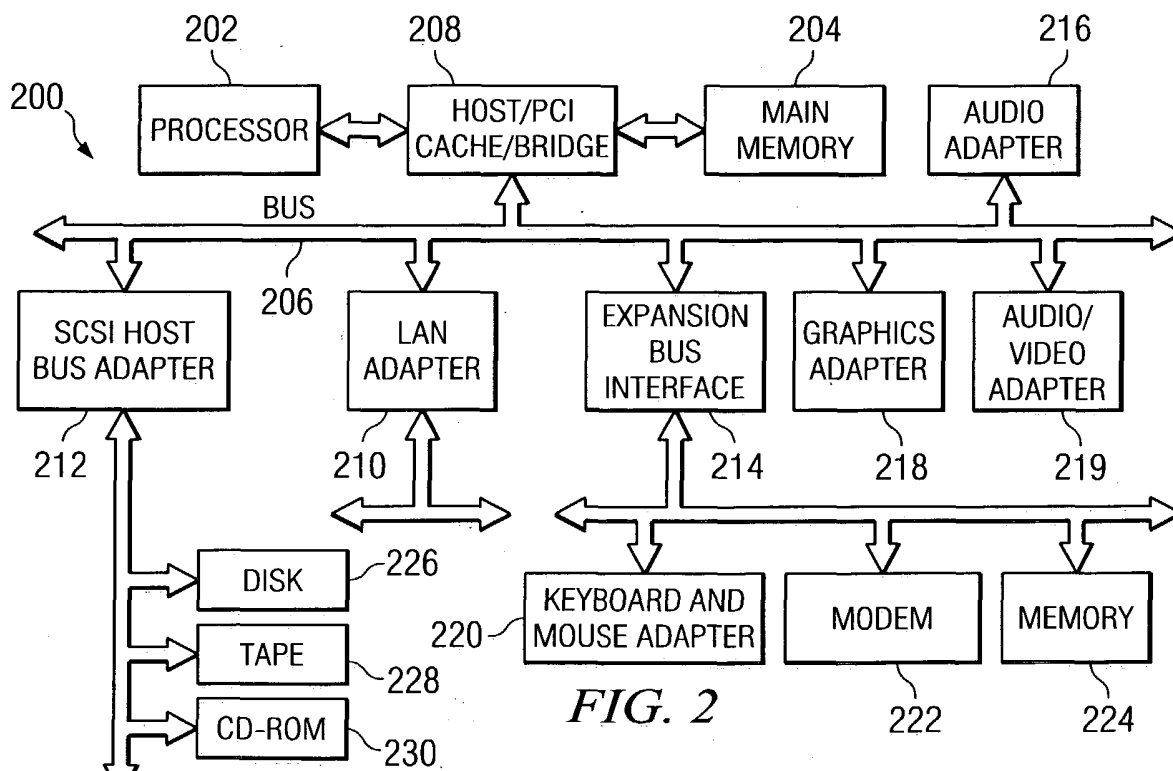 202
208
204
216
200
PROCESSOR
HOST/PCI
CACHE/BRIDGE
MAIN
MEMORY
AUDIO
ADAPTER
BUS
206
SCSI HOST
BUS ADAPTER
LAN
ADAPTER
EXPANSION
BUS
INTERFACE
GRAPHICS
ADAPTER
AUDIO/
VIDEO
ADAPTER
212
210
214
218
219
DISK
226
TAPE
228
CD-ROM
230
220
KEYBOARD AND
MOUSE ADAPTER
MODEM
MEMORY
222
224
FIG. 2